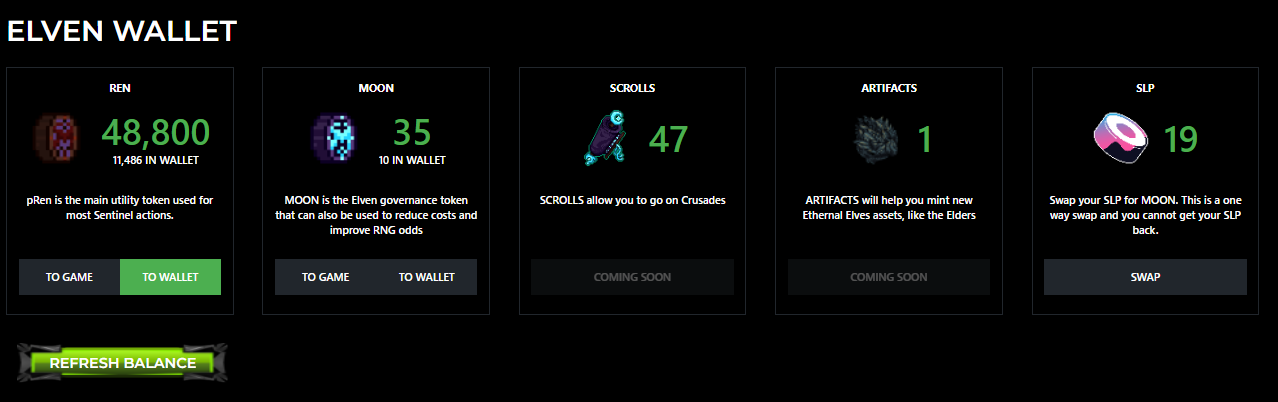 ELVEN WALLET
REN
48,800
11,486 IN WALLET
pRen is the main utility token used for
most Sentinel actions.
TO GAME
TO WALLET
MOON
35
10 IN WALLET
MOON is the Elven governance token
that can also be used to reduce costs and
improve RNG odds
TO GAME
TO WALLET
SCROLLS
47
SCROLLS allow you to go on Crusades
COMING SOON
ARTIFACTS
1
ARTIFACTS will help you mint new
Ethernal Elves assets, like the Elders
COMING SOON
SLP
19
Swap your SLP for MOON. This is a one
way swap and you cannot get your SLP
back.
SWAP
REFRESH BALANCE